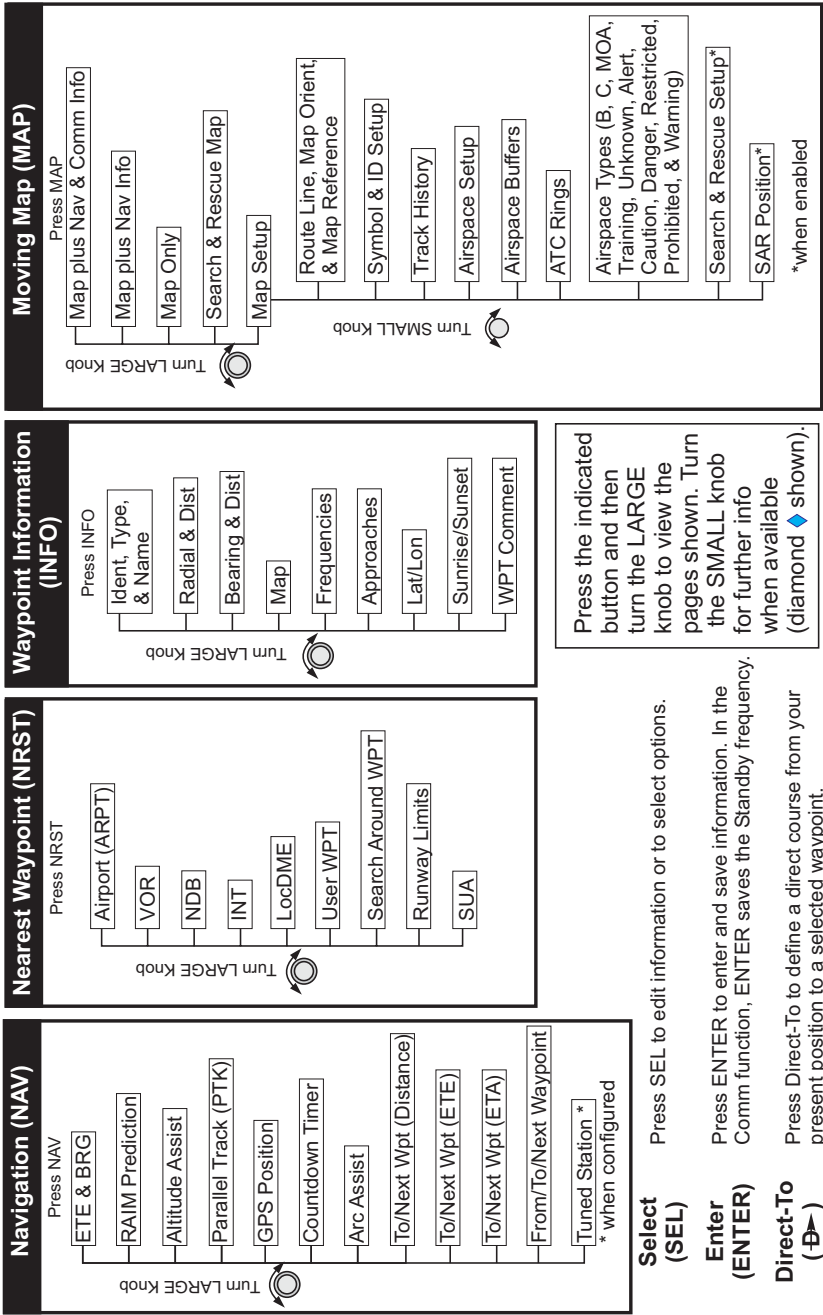 Navigation (NAV)
Press NAV
Turn LARGE Knob
ETE & BRG
RAIM Prediction
Altitude Assist
Parallel Track (PTK)
GPS Position
Countdown Timer
Arc Assist
To/Next Wpt (Distance)
To/Next Wpt (ETE)
To/Next Wpt (ETA)
From/To/Next Waypoint
Tuned Station *
* when configured
Nearest Waypoint (NRST)
Press NRST
Turn LARGE Knob
Airport (ARPT)
VOR
NDB
INT
LocDME
User WPT
Search Around WPT
Runway Limits
SUA
Waypoint Information
(INFO)
Press INFO
Turn LARGE Knob
Ident, Type,
& Name
Radial & Dist
Bearing & Dist
Map
Frequencies
Approaches
Lat/Lon
Sunrise/Sunset
WPT Comment
Moving Map (MAP)
Press MAP
Turn LARGE Knob
Map plus Nav & Comm Info
Map plus Nav Info
Map Only
Search & Rescue Map
Map Setup
Turn SMALL Knob
Route Line, Map Orient,
& Map Reference
Symbol & ID Setup
Track History
Airspace Setup
Airspace Buffers
ATC Rings
Airspace Types (B, C, MOA,
Training, Unknown, Alert,
Caution, Danger, Restricted,
Prohibited, & Warning)
Search & Rescue Setup*
SAR Position*
*when enabled
Select
(SEL)
Press SEL to edit information or to select options.
Enter
(ENTER)
Press ENTER to enter and save information. In the
Comm function, ENTER saves the Standby frequency.
Direct-To
(D)
Press Direct-To to define a direct course from your
present position to a selected waypoint.
Press the indicated
button and then
turn the LARGE
knob to view the
pages shown. Turn
the SMALL knob
for further info
when available
(diamond ◆ shown).